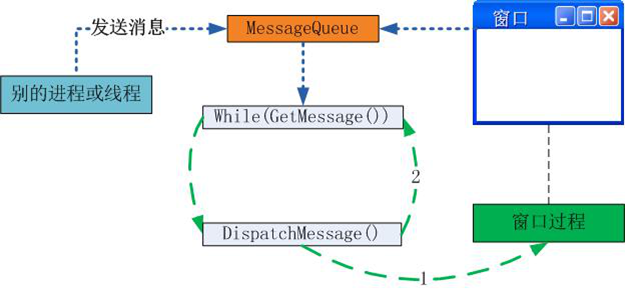 发送消息
MessageQueue
窗口
别的进程或线程
While(GetMessage())
2
窗口过程
DispatchMessage()
1